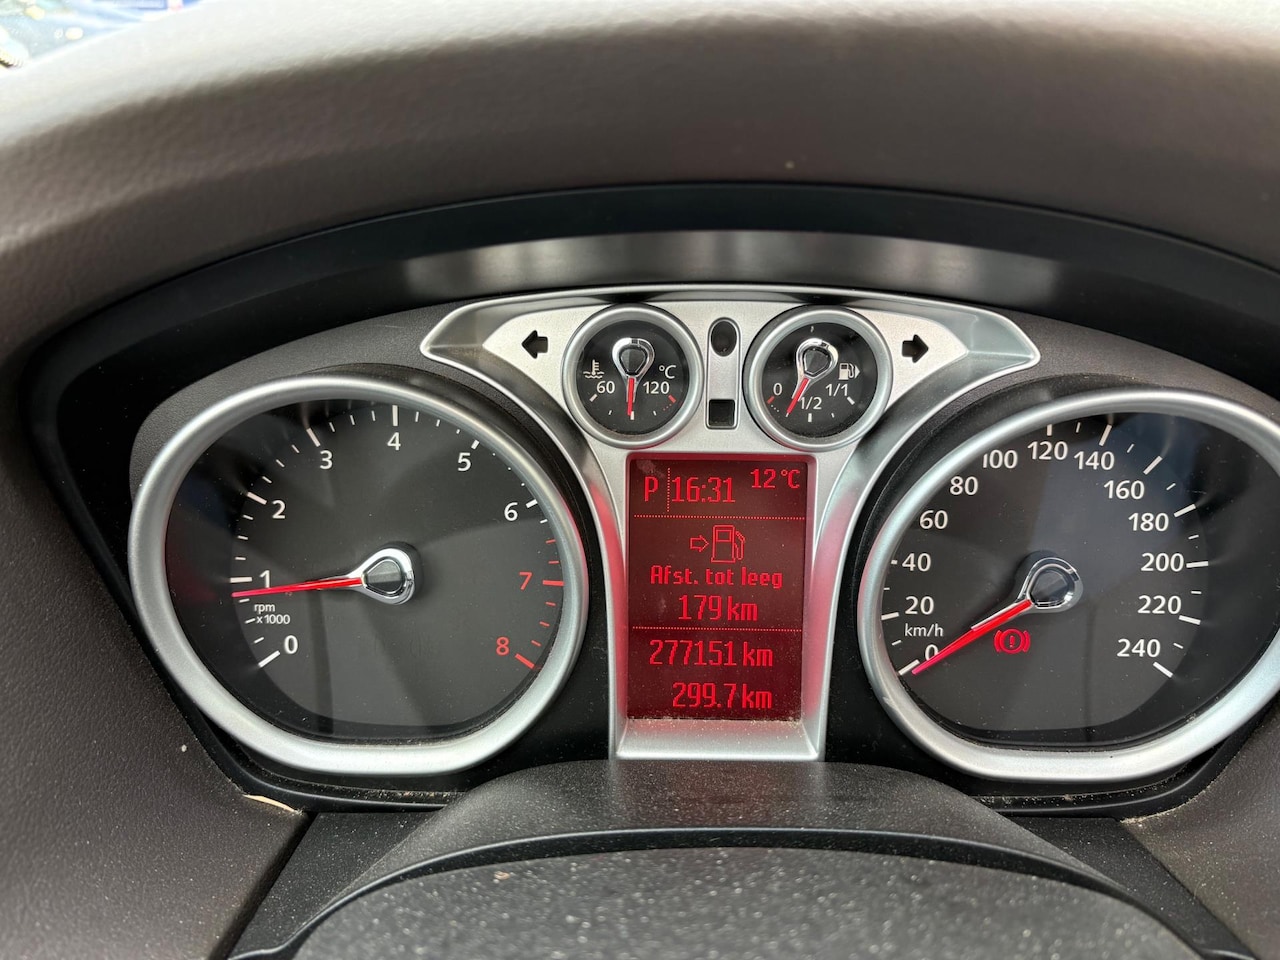 °C
60 120
0 1/2 1/1
0 1 2 3 4 5 6 7 8
rpm
x1000
P 16:31 12°C
Afst. tot leeg
179 km
277151 km
299.7 km
0 20 40 60 80 100 120 140 160 180 200 220 240
km/h